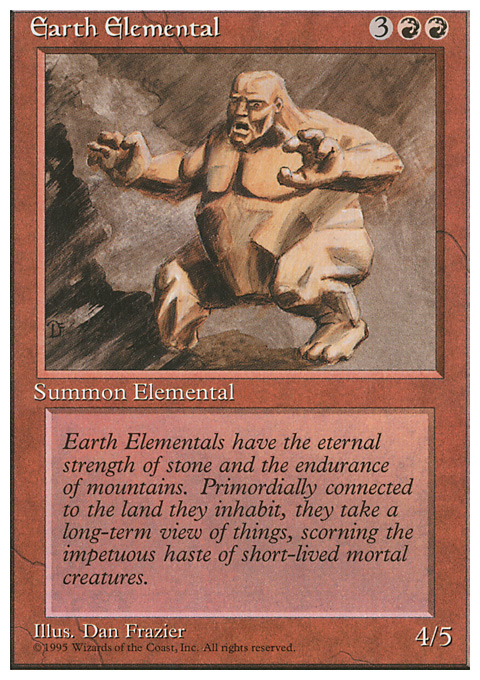 Earth Elemental 3
DF
Summon Elemental
Earth Elementals have the eternal
strength of stone and the endurance
of mountains. Primordially connected
to the land they inhabit, they take a
long-term view of things, scorning the
impetuous haste of short-lived mortal
creatures.
Illus. Dan Frazier
4/5
© 1995 Wizards of the Coast, Inc. All rights reserved.